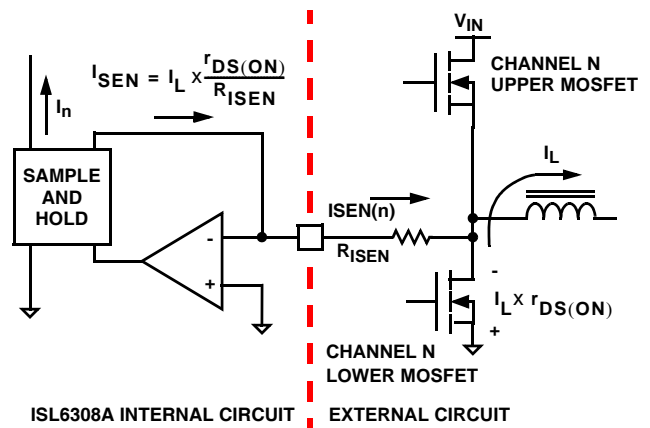 V_IN
I_SEN = I_L x r_DS(ON) / R_ISEN
CHANNEL N
UPPER MOSFET
I_n
I_L
SAMPLE
AND
HOLD
ISEN(n)
-
+
R_ISEN
-
I_L x r_DS(ON)
+
CHANNEL N
LOWER MOSFET
ISL6308A INTERNAL CIRCUIT
EXTERNAL CIRCUIT